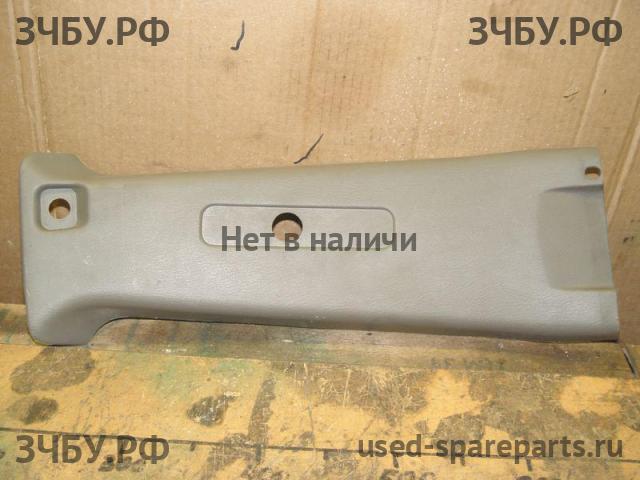 ЗЧБУ.РФ ЗЧБУ.РФ
Нет в наличи
ЗЧБУ.РФ used-spareparts.ru